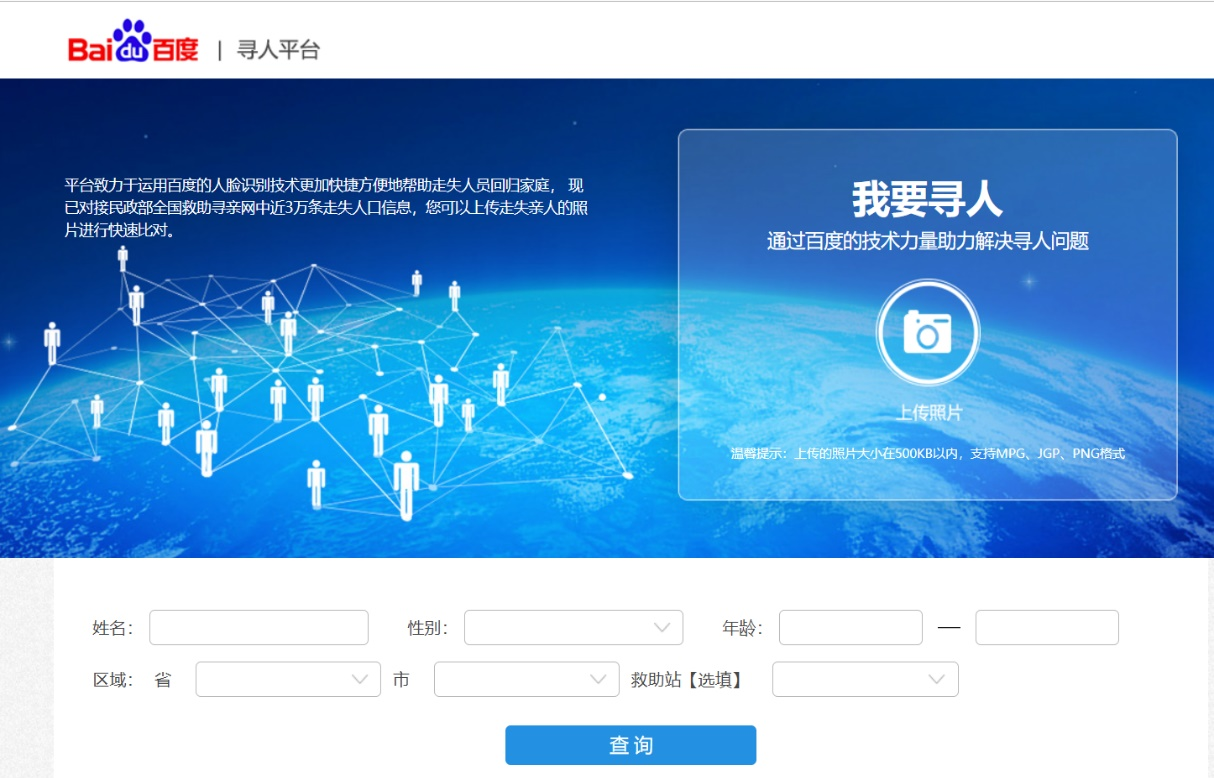 Bai du 百度 | 寻人平台
平台致力于运用百度的人脸识别技术更加快捷方便地帮助走失人员回归家庭， 现
已对接民政部全国救助寻亲网中近3万条走失人口信息，您可以上传走失亲人的照
片进行快速比对。
我要寻人
通过百度的技术力量助力解决寻人问题
上传照片
温馨提示：上传的照片大小在500KB以内，支持MPG、JGP、PNG格式
姓名： 性别： 年龄： —
区域： 省 市 救助站【选填】
查询